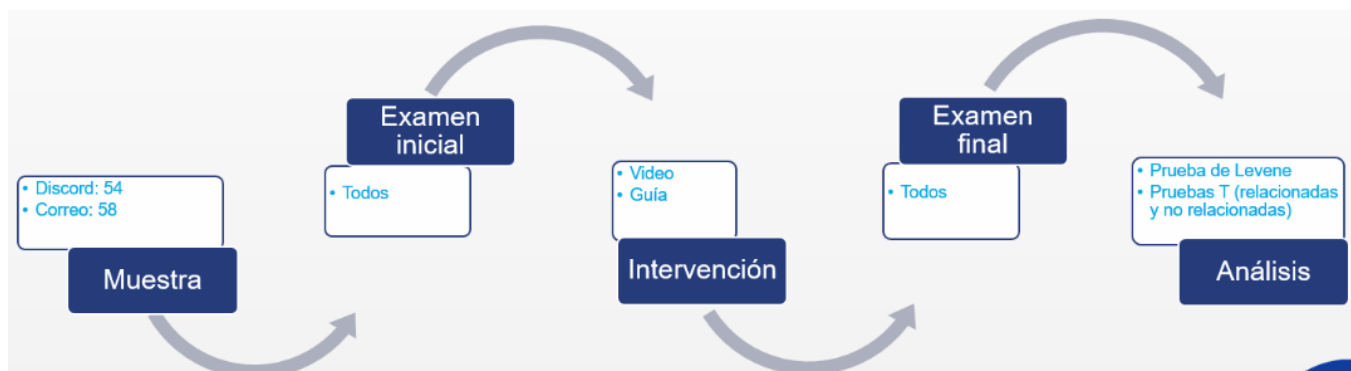 • Discord: 54
• Correo: 58
Muestra
Examen
inicial
• Todos
• Video
• Guía
Intervención
Examen
final
• Todos
• Prueba de Levene
• Pruebas T (relacionadas
y no relacionadas)
Análisis